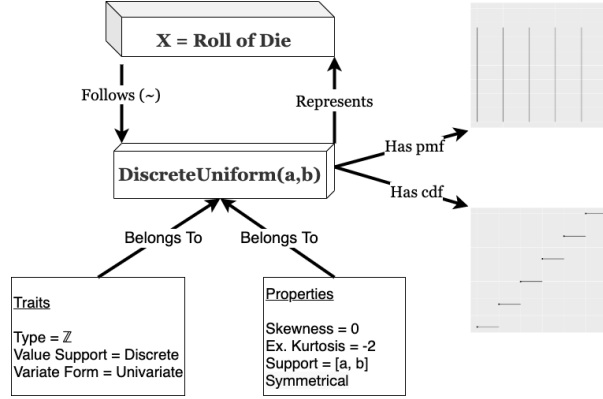 X = Roll of Die
Follows (~)
Represents
Has pmf
DiscreteUniform(a,b)
Has cdf
Belongs To
Belongs To
Traits
Type = ℤ
Value Support = Discrete
Variate Form = Univariate
Properties
Skewness = 0
Ex. Kurtosis = -2
Support = [a, b]
Symmetrical